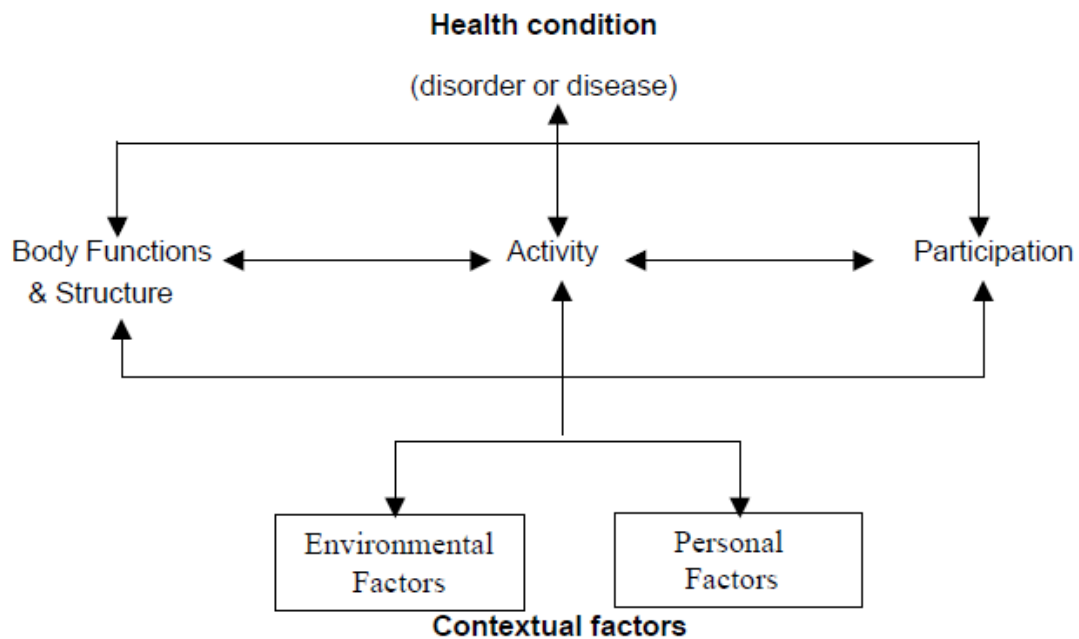 Health condition
(disorder or disease)
Body Functions
& Structure
Activity
Participation
Environmental
Factors
Personal
Factors
Contextual factors